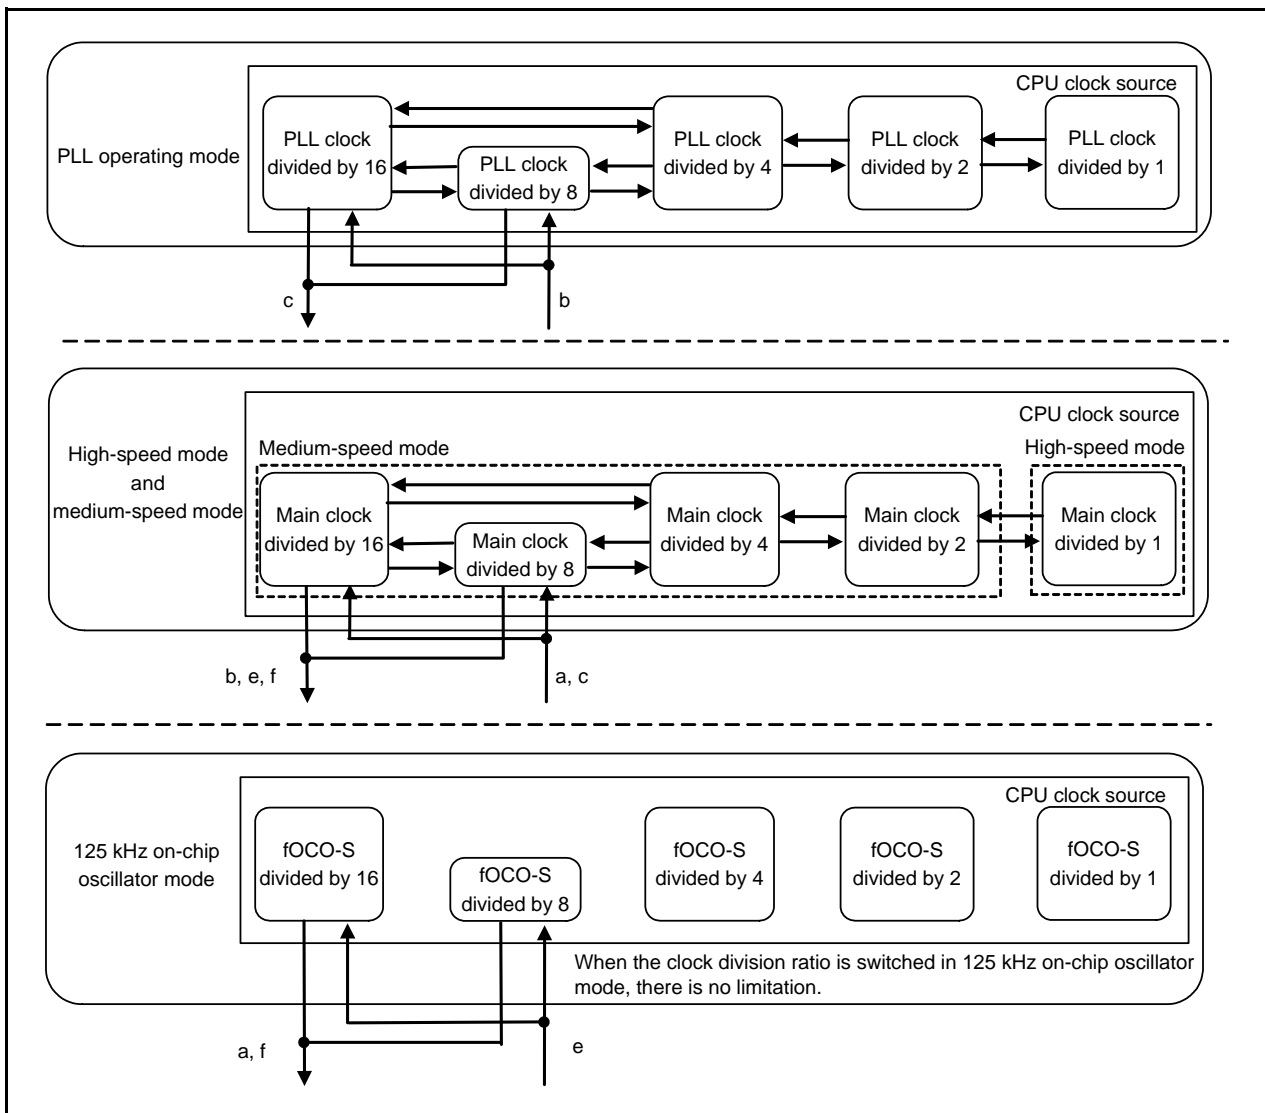 CPU clock source
PLL operating mode
PLL clock
divided by 16
PLL clock
divided by 8
PLL clock
divided by 4
PLL clock
divided by 2
PLL clock
divided by 1
c
b
High-speed mode
and
medium-speed mode
CPU clock source
Medium-speed mode
High-speed mode
Main clock
divided by 16
Main clock
divided by 8
Main clock
divided by 4
Main clock
divided by 2
Main clock
divided by 1
b, e, f
a, c
125 kHz on-chip
oscillator mode
CPU clock source
fOCO-S
divided by 16
fOCO-S
divided by 8
fOCO-S
divided by 4
fOCO-S
divided by 2
fOCO-S
divided by 1
When the clock division ratio is switched in 125 kHz on-chip oscillator
mode, there is no limitation.
a, f
e